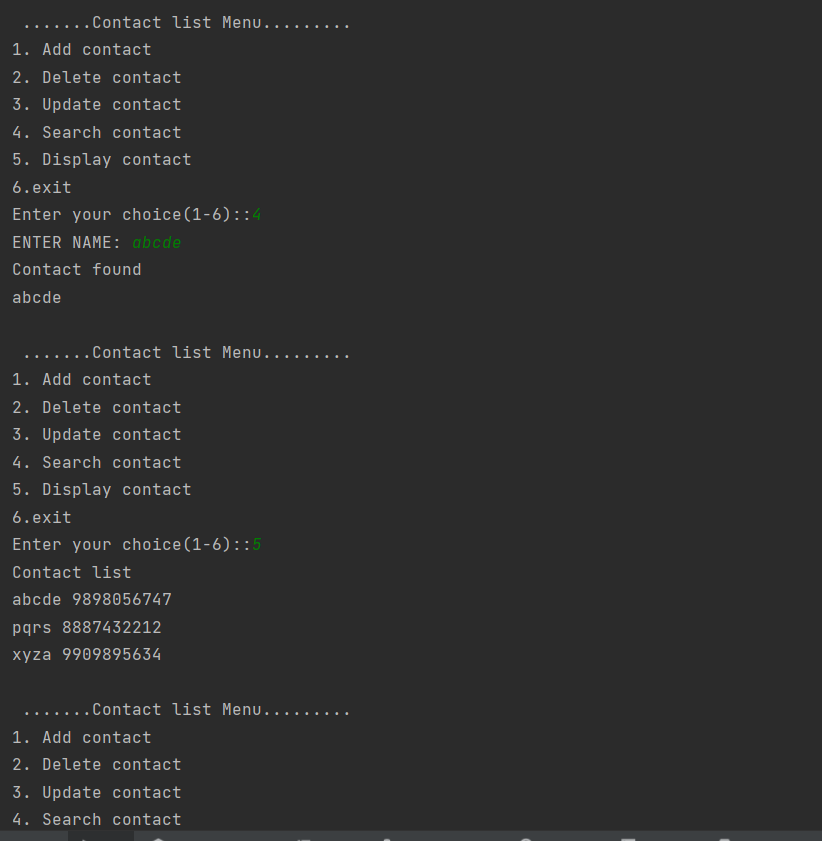 .......Contact list Menu.........
1. Add contact
2. Delete contact
3. Update contact
4. Search contact
5. Display contact
6.exit
Enter your choice(1-6)::4
ENTER NAME: abcde
Contact found
abcde
.......Contact list Menu.........
1. Add contact
2. Delete contact
3. Update contact
4. Search contact
5. Display contact
6.exit
Enter your choice(1-6)::5
Contact list
abcde 9898056747
pqrs 8887432212
xyza 9909895634
.......Contact list Menu.........
1. Add contact
2. Delete contact
3. Update contact
4. Search contact